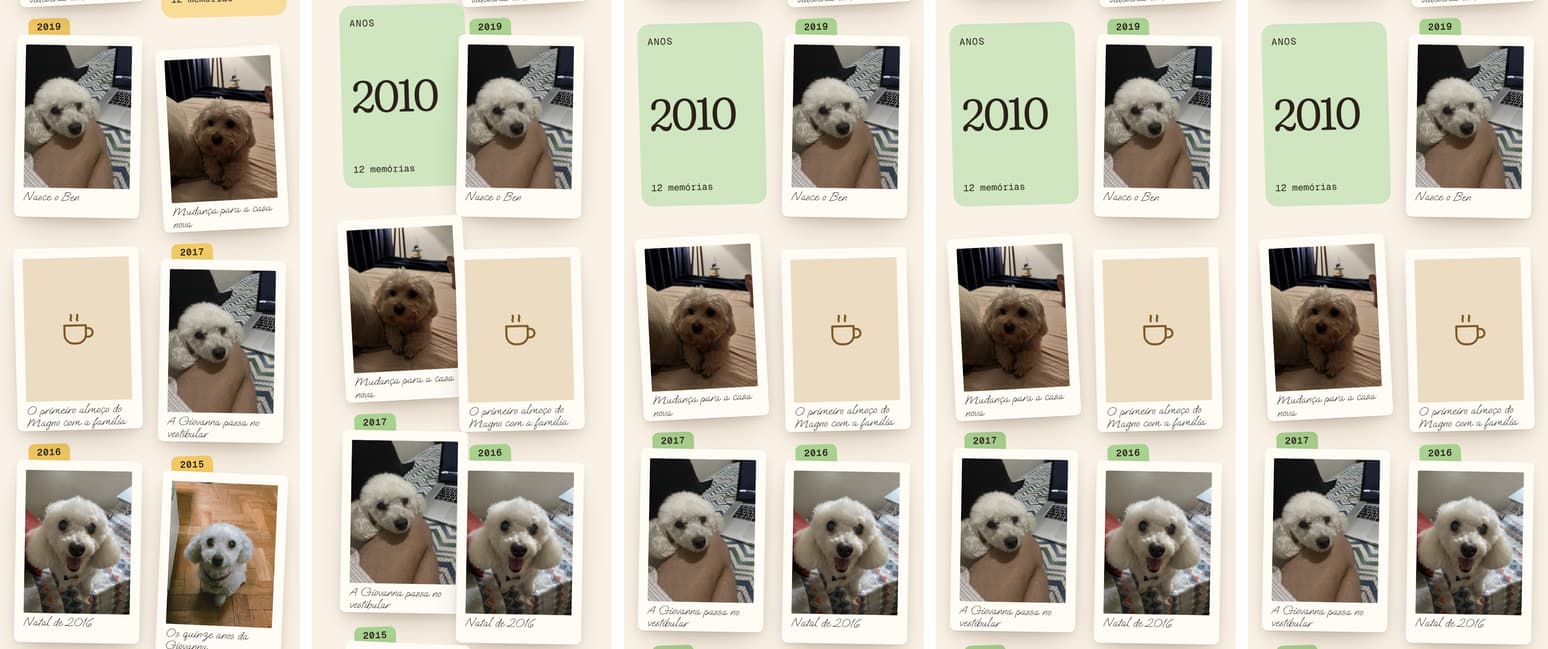 12 memórias
2019
Nasce o Ben
Mudança para a casa
nova
O primeiro almoço do
Magno com a família
2017
A Giovanna passa no
vestibular
2016
Natal de 2016
2015
Os quinze anos da
Giovanna
ANOS
2010
12 memórias
2019
Nasce o Ben
Mudança para a casa
nova
O primeiro almoço do
Magno com a família
2017
A Giovanna passa no
vestibular
2016
Natal de 2016
2015
ANOS
2010
12 memórias
2019
Nasce o Ben
Mudança para a casa
nova
O primeiro almoço do
Magno com a família
2017
A Giovanna passa no
vestibular
2016
Natal de 2016
ANOS
2010
12 memórias
2019
Nasce o Ben
Mudança para a casa
nova
O primeiro almoço do
Magno com a família
2017
A Giovanna passa no
vestibular
2016
Natal de 2016
ANOS
2010
12 memórias
2019
Nasce o Ben
Mudança para a casa
nova
O primeiro almoço do
Magno com a família
2017
A Giovanna passa no
vestibular
2016
Natal de 2016